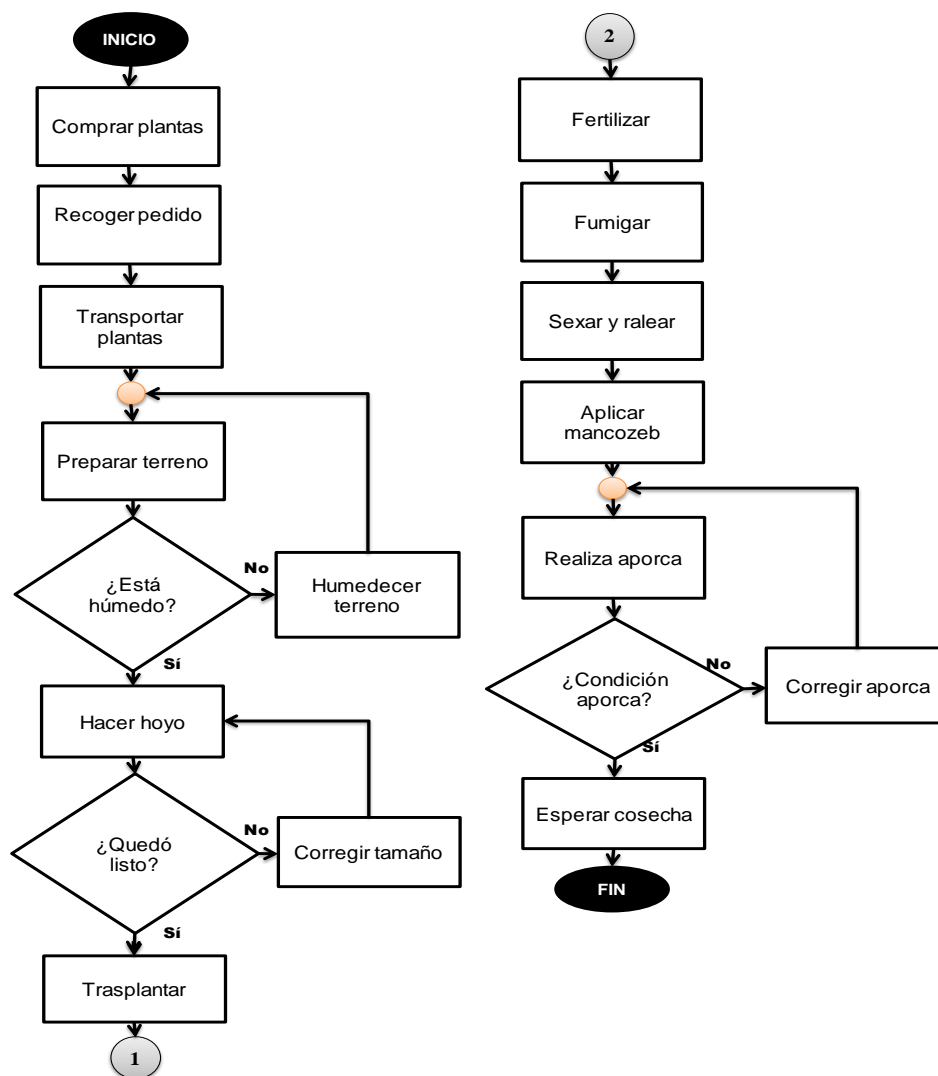 INICIO
Comprar plantas
Recoger pedido
Transportar
plantas
Preparar terreno
¿Está
húmedo?
No
Humedecer
terreno
Sí
Hacer hoyo
¿Quedó
listo?
No
Corregir tamaño
Sí
Trasplantar
1
2
Fertilizar
Fumigar
Sexar y ralear
Aplicar
mancozeb
Realiza aporca
¿Condición
aporca?
No
Corregir aporca
Sí
Esperar cosecha
FIN